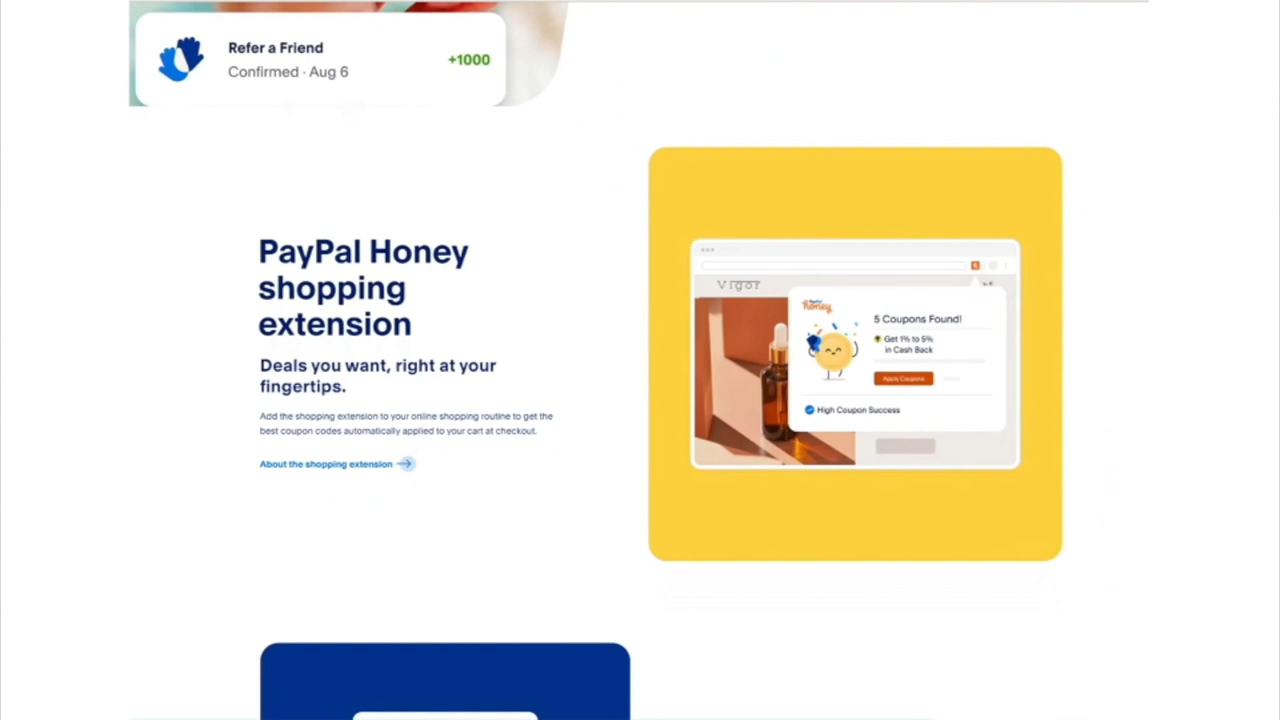 Refer a Friend
Confirmed · Aug 6
+1000
PayPal Honey
shopping
extension
Deals you want, right at your
fingertips.
Add the shopping extension to your online shopping routine to get the
best coupon codes automatically applied to your cart at checkout.
About the shopping extension
Vigor
PayPal
honey
5 Coupons Found!
Get 1% to 5%
in Cash Back
Apply Coupons
High Coupon Success